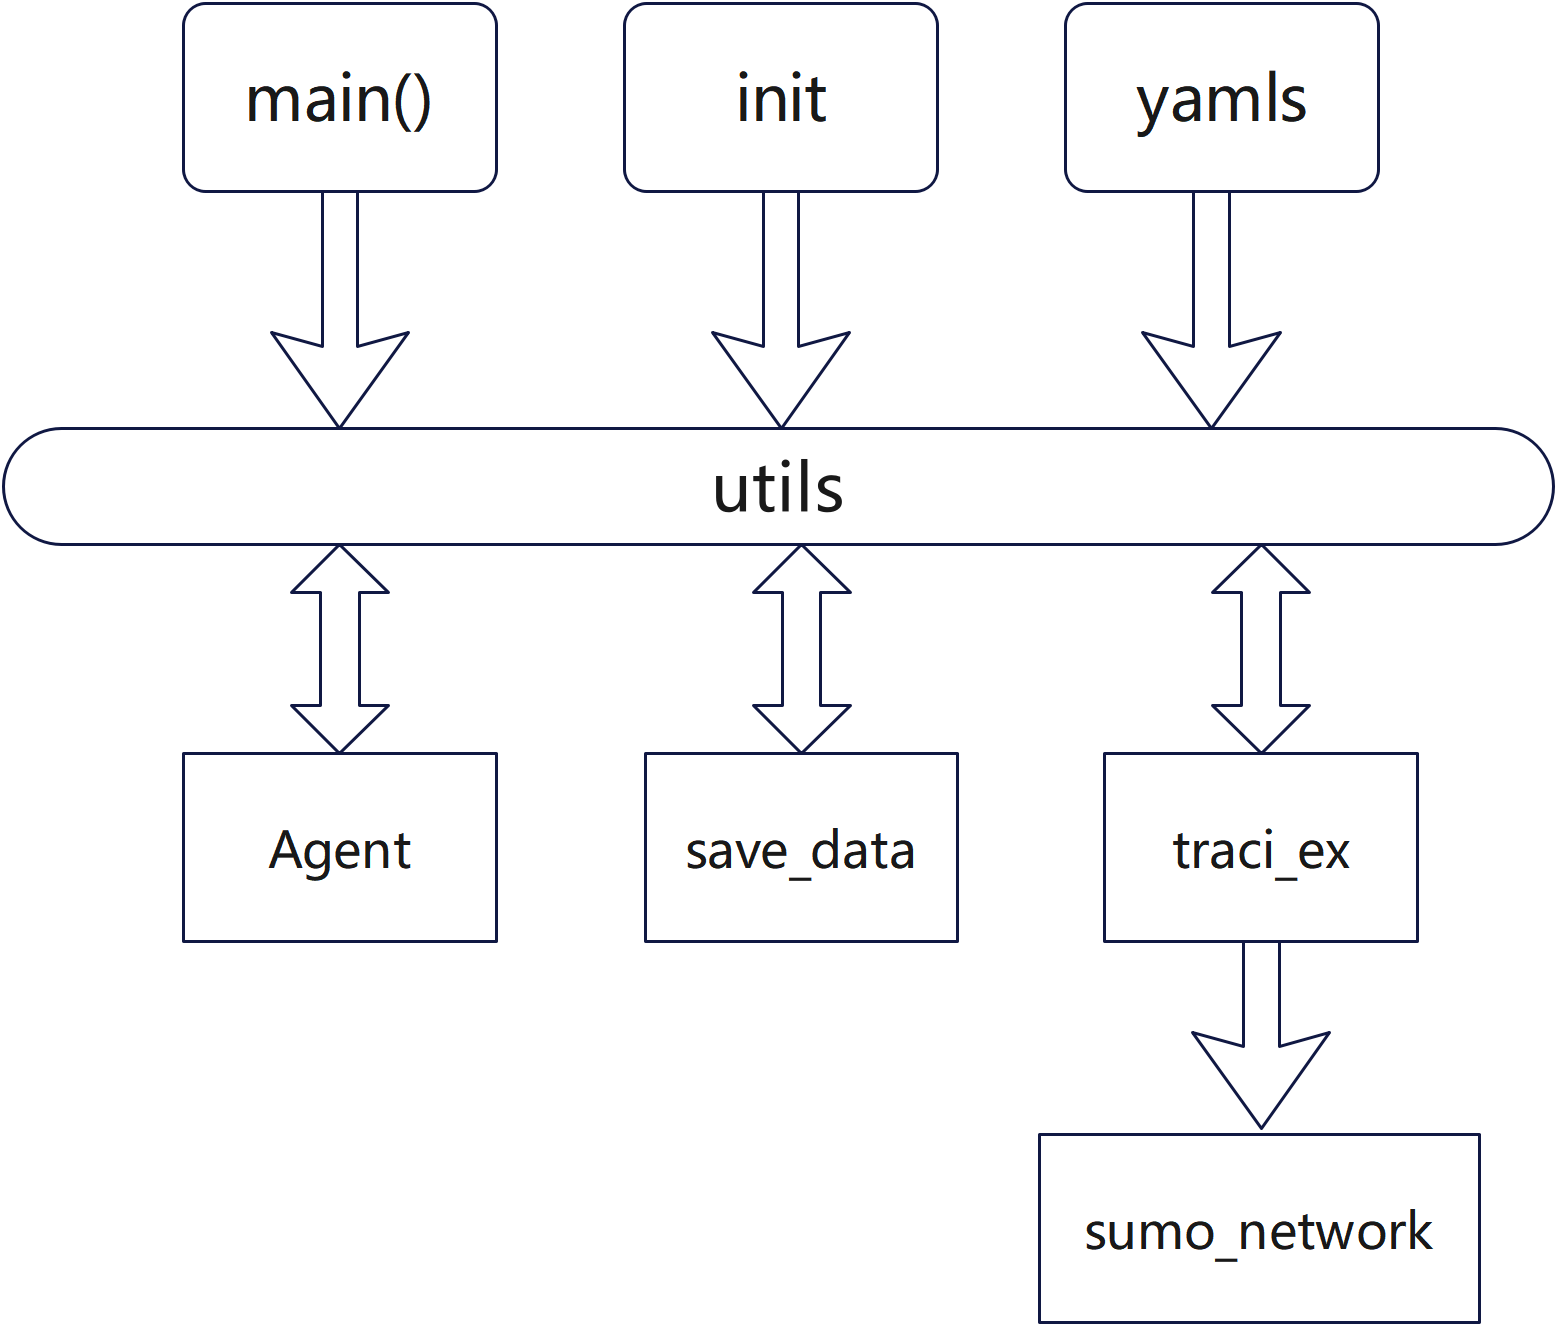 main()
init
yamls
utils
Agent
save_data
traci_ex
sumo_network